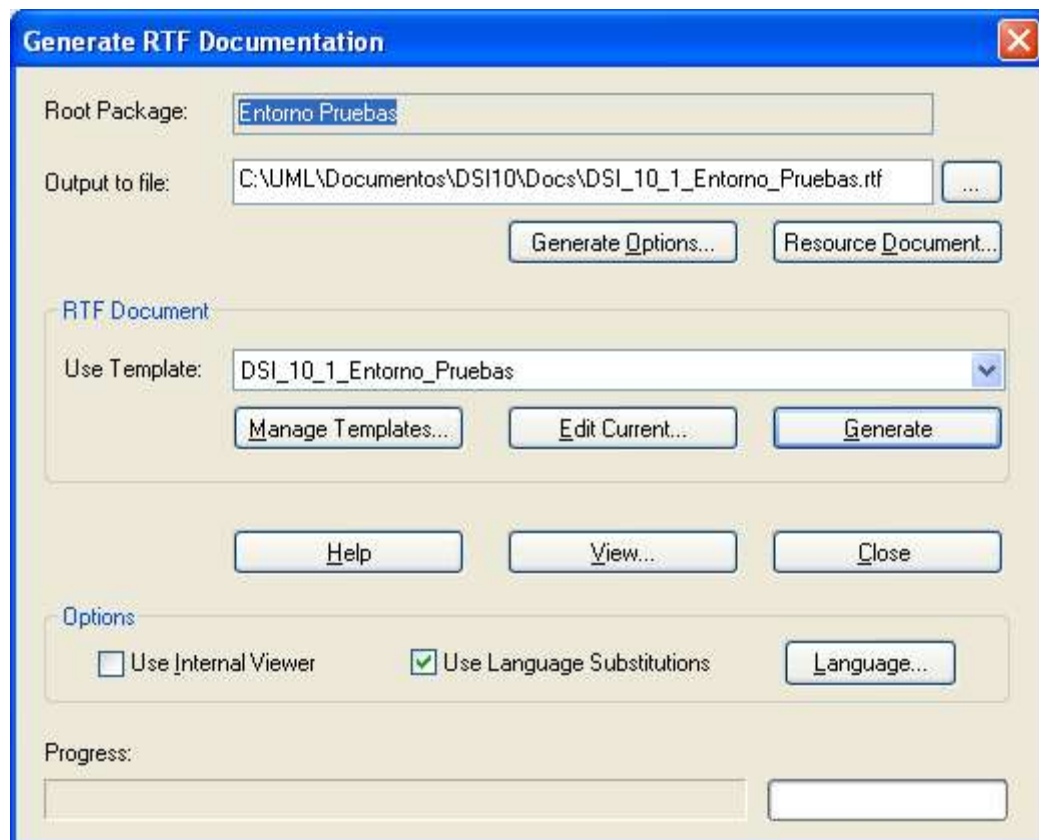 Generate RTF Documentation
Root Package: Entorno Pruebas
Output to file: C:\UML\Documentos\DSI10\Docs\DSI_10_1_Entorno_Pruebas.rtf ...
Generate Options... Resource Document...
RTF Document
Use Template: DSI_10_1_Entorno_Pruebas
Manage Templates... Edit Current... Generate
Help View... Close
Options
Use Internal Viewer Use Language Substitutions Language...
Progress: